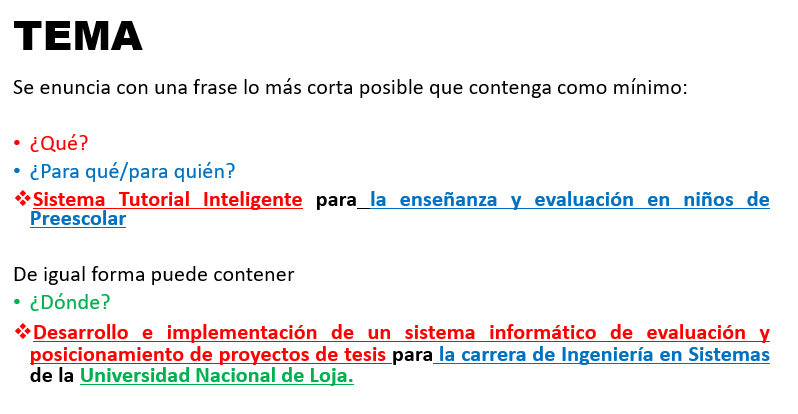 TEMA
Se enuncia con una frase lo más corta posible que contenga como mínimo:
• ¿Qué?
• ¿Para qué/para quién?
❖Sistema Tutorial Inteligente para la enseñanza y evaluación en niños de
Preescolar
De igual forma puede contener
• ¿Dónde?
❖Desarrollo e implementación de un sistema informático de evaluación y
posicionamiento de proyectos de tesis para la carrera de Ingeniería en Sistemas
de la Universidad Nacional de Loja.